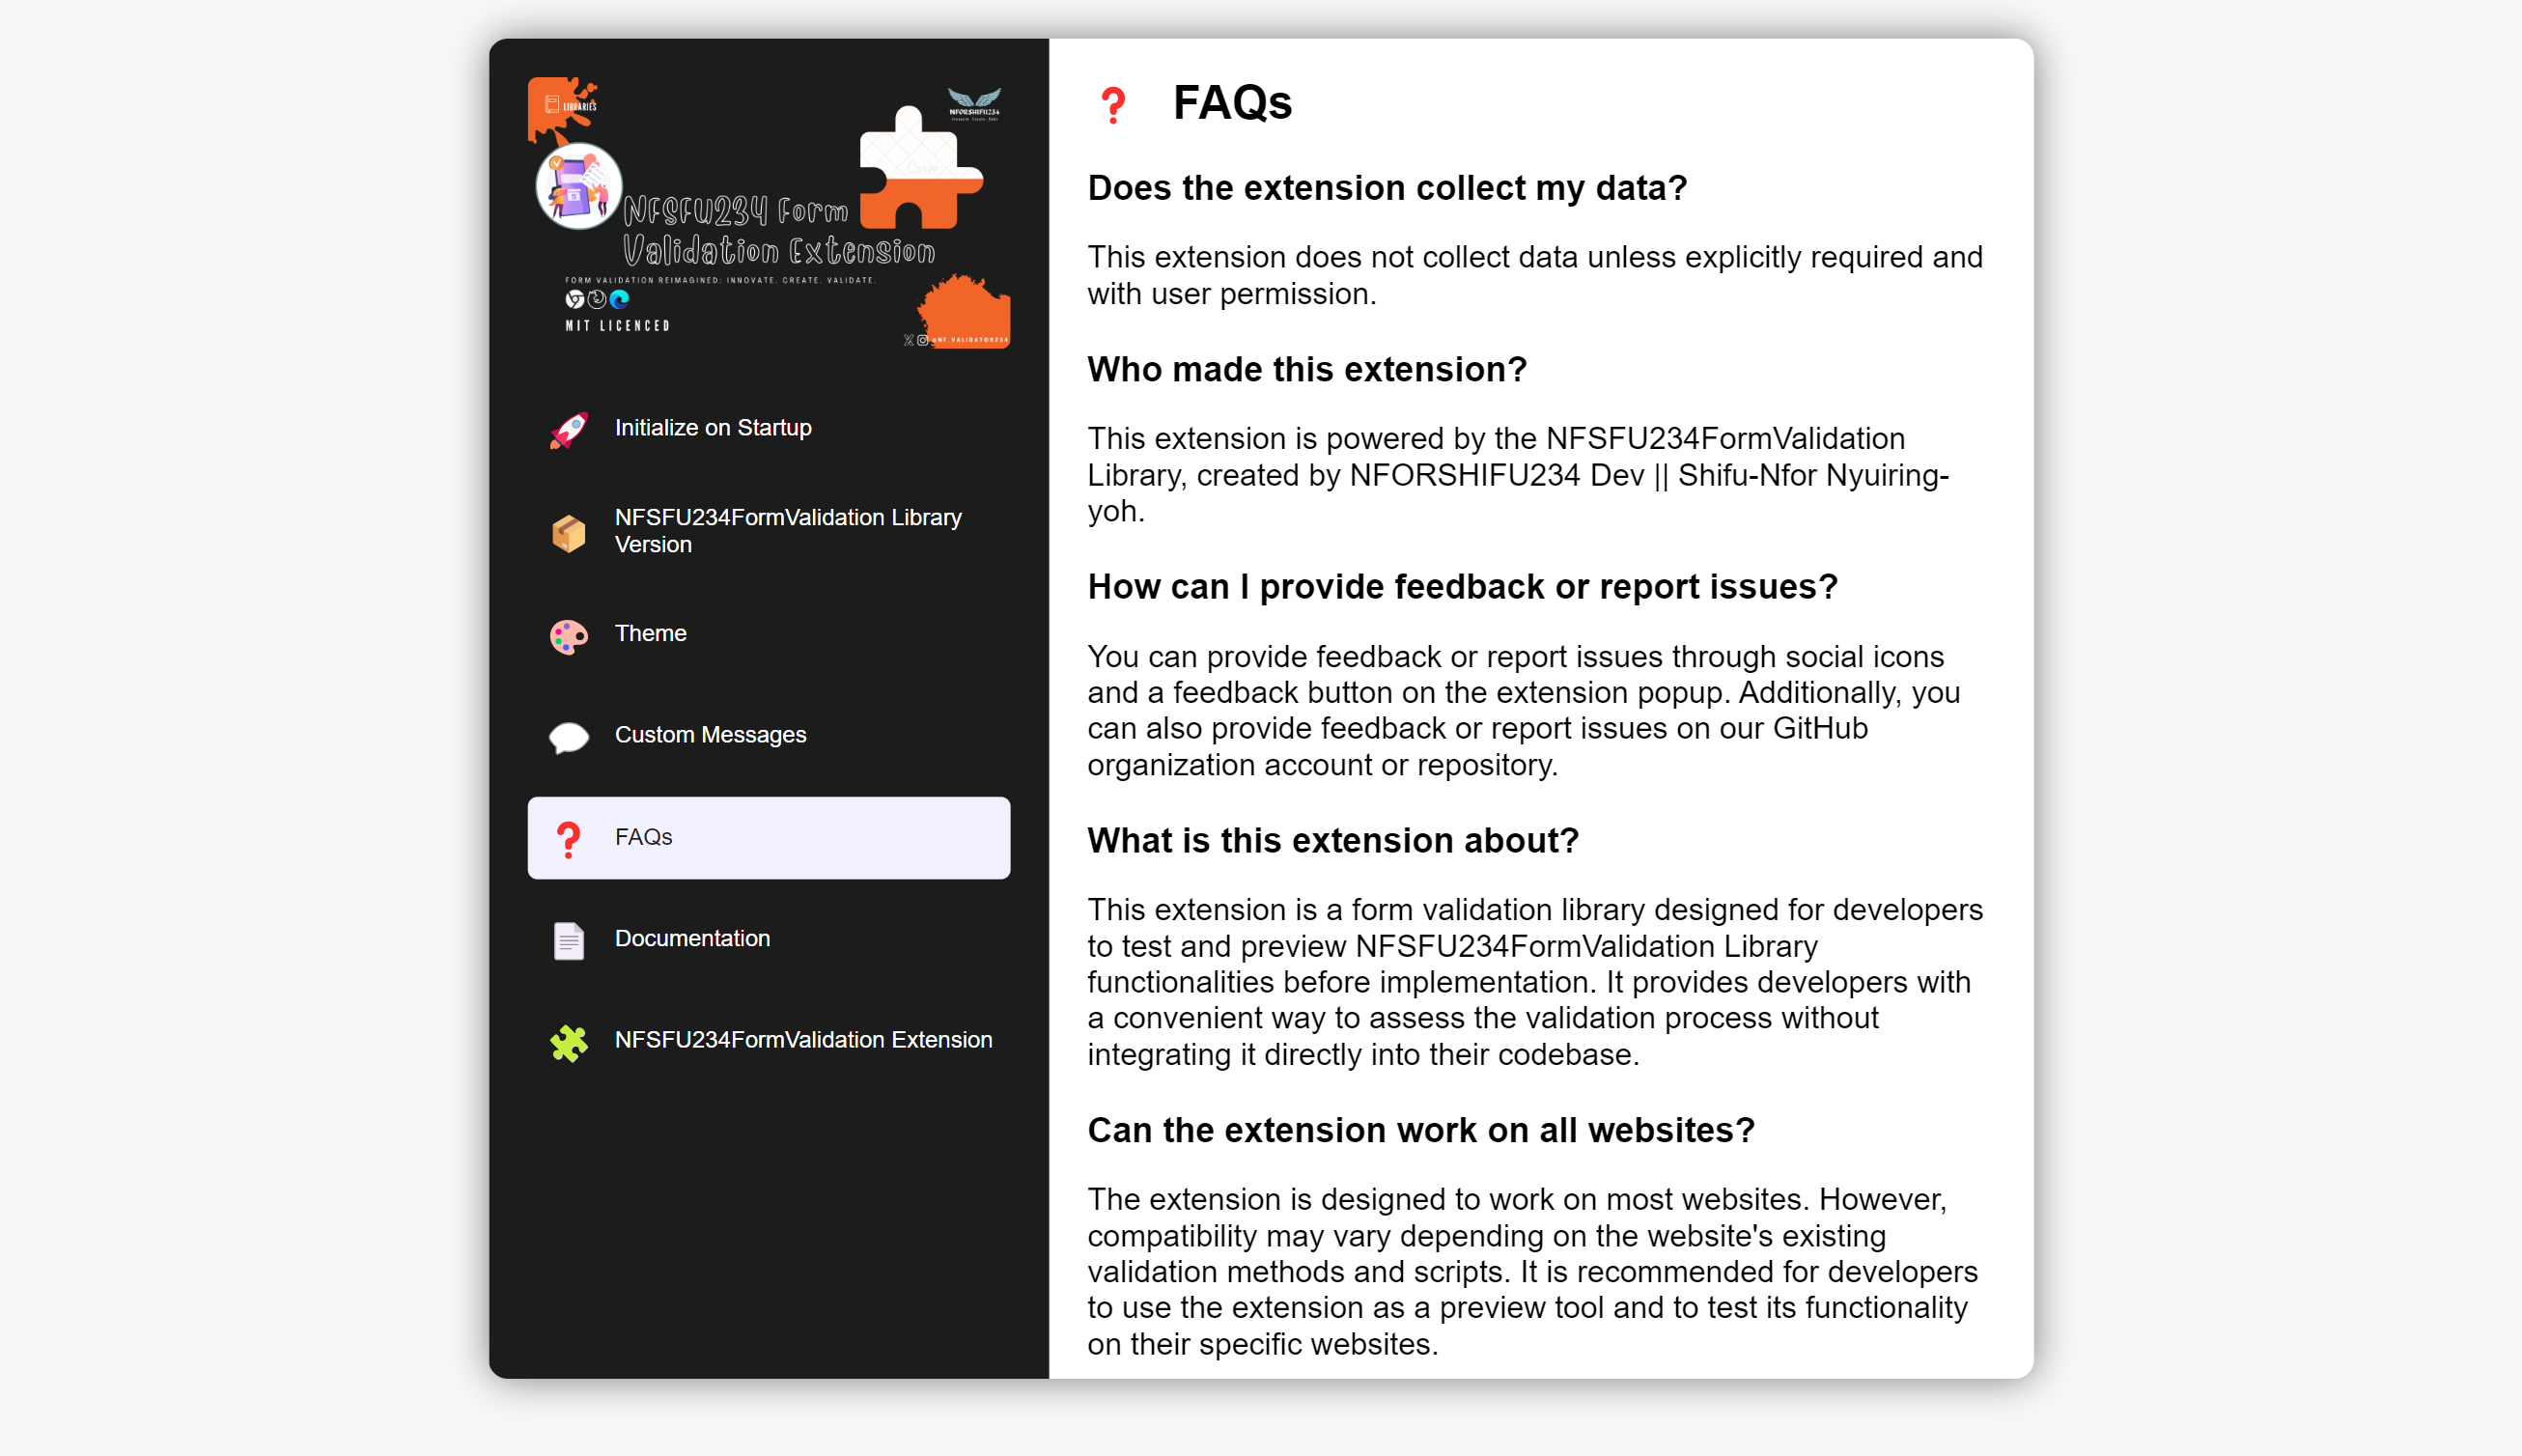 LIBRARIES
NFORSHIFU234
Innovate Create Code
Canva
NFSFU234 Form
Validation Extension
FORM VALIDATION REIMAGINED: INNOVATE. CREATE. VALIDATE.
MIT LICENCED
@NF.VALIDATOR234
Initialize on Startup
NFSFU234FormValidation Library
Version
Theme
Custom Messages
FAQs
Documentation
NFSFU234FormValidation Extension
FAQs
Does the extension collect my data?
This extension does not collect data unless explicitly required and
with user permission.
Who made this extension?
This extension is powered by the NFSFU234FormValidation
Library, created by NFORSHIFU234 Dev || Shifu-Nfor Nyuiring-
yoh.
How can I provide feedback or report issues?
You can provide feedback or report issues through social icons
and a feedback button on the extension popup. Additionally, you
can also provide feedback or report issues on our GitHub
organization account or repository.
What is this extension about?
This extension is a form validation library designed for developers
to test and preview NFSFU234FormValidation Library
functionalities before implementation. It provides developers with
a convenient way to assess the validation process without
integrating it directly into their codebase.
Can the extension work on all websites?
The extension is designed to work on most websites. However,
compatibility may vary depending on the website's existing
validation methods and scripts. It is recommended for developers
to use the extension as a preview tool and to test its functionality
on their specific websites.